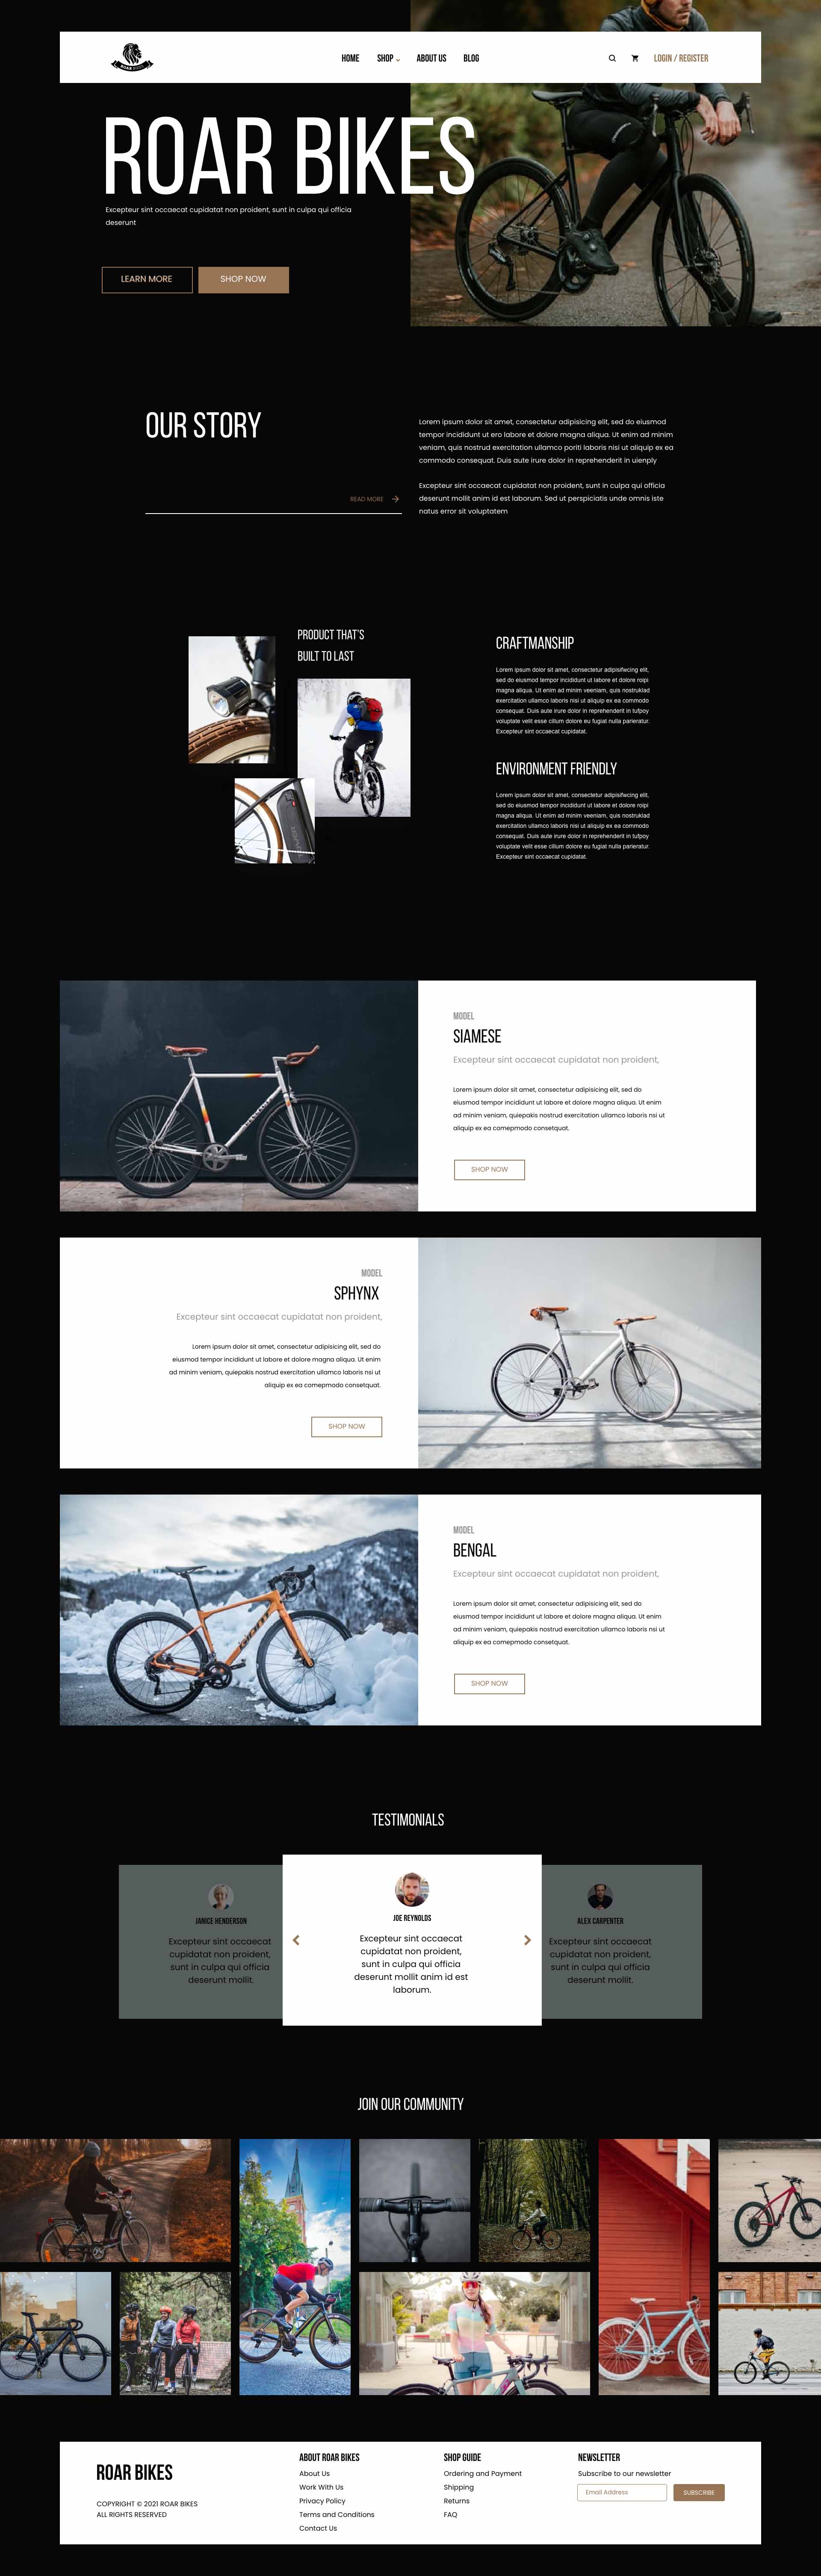 HOME SHOP ABOUT US BLOG LOGIN / REGISTER
ROAR BIKES
Excepteur sint occaecat cupidatat non proident, sunt in culpa qui officia
deserunt
LEARN MORE SHOP NOW
OUR STORY
READ MORE
Lorem ipsum dolor sit amet, consectetur adipisicing elit, sed do eiusmod
tempor incididunt ut ero labore et dolore magna aliqua. Ut enim ad minim
veniam, quis nostrud exercitation ullamco poriti laboris nisi ut aliquip ex ea
commodo consequat. Duis aute irure dolor in reprehenderit in uienply
Excepteur sint occaecat cupidatat non proident, sunt in culpa qui officia
deserunt mollit anim id est laborum. Sed ut perspiciatis unde omnis iste
natus error sit voluptatem
PRODUCT THAT'S
BUILT TO LAST
CRAFTMANSHIP
Lorem ipsum dolor sit amet, consectetur adipisifwcing elit,
sed do eiusmod tempor incididunt ut labore et dolore roipi
magna aliqua. Ut enim ad minim veeniam, quis nostruklad
exercitation ullamco laboris nisi ut aliquip ex ea commodo
consequat. Duis aute irure dolor in reprehenderit in tufpoy
voluptate velit esse cillum dolore eu fugiat nulla parieratur.
Excepteur sint occaecat cupidatat.
ENVIRONMENT FRIENDLY
Lorem ipsum dolor sit amet, consectetur adipisifwcing elit,
sed do eiusmod tempor incididunt ut labore et dolore roipi
magna aliqua. Ut enim ad minim veeniam, quis nostruklad
exercitation ullamco laboris nisi ut aliquip ex ea commodo
consequat. Duis aute irure dolor in reprehenderit in tufpoy
voluptate velit esse cillum dolore eu fugiat nulla parieratur.
Excepteur sint occaecat cupidatat.
MODEL
SIAMESE
Excepteur sint occaecat cupidatat non proident,
Lorem ipsum dolor sit amet, consectetur adipisicing elit, sed do
eiusmod tempor incididunt ut labore et dolore magna aliqua. Ut enim
ad minim veniam, quiepakis nostrud exercitation ullamco laboris nsi ut
aliquip ex ea comepmodo consetquat.
SHOP NOW
MODEL
SPHYNX
Excepteur sint occaecat cupidatat non proident,
Lorem ipsum dolor sit amet, consectetur adipisicing elit, sed do
eiusmod tempor incididunt ut labore et dolore magna aliqua. Ut enim
ad minim veniam, quiepakis nostrud exercitation ullamco laboris nsi ut
aliquip ex ea comepmodo consetquat.
SHOP NOW
MODEL
BENGAL
Excepteur sint occaecat cupidatat non proident,
Lorem ipsum dolor sit amet, consectetur adipisicing elit, sed do
eiusmod tempor incididunt ut labore et dolore magna aliqua. Ut enim
ad minim veniam, quiepakis nostrud exercitation ullamco laboris nsi ut
aliquip ex ea comepmodo consetquat.
SHOP NOW
TESTIMONIALS
JANICE HENDERSON
Excepteur sint occaecat
cupidatat non proident,
sunt in culpa qui officia
deserunt mollit.
JOE REYNOLDS
Excepteur sint occaecat
cupidatat non proident,
sunt in culpa qui officia
deserunt mollit anim id est
laborum.
ALEX CARPENTER
Excepteur sint occaecat
cupidatat non proident,
sunt in culpa qui officia
deserunt mollit.
JOIN OUR COMMUNITY
ROAR BIKES
COPYRIGHT © 2021 ROAR BIKES
ALL RIGHTS RESERVED
ABOUT ROAR BIKES
About Us
Work With Us
Privacy Policy
Terms and Conditions
Contact Us
SHOP GUIDE
Ordering and Payment
Shipping
Returns
FAQ
NEWSLETTER
Subscribe to our newsletter
Email Address SUBSCRIBE